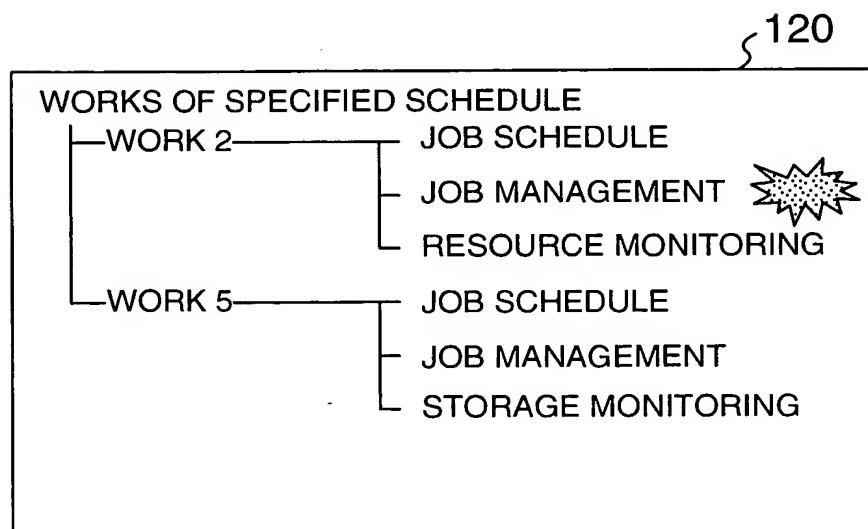 120
WORKS OF SPECIFIED SCHEDULE
WORK 2 JOB SCHEDULE
JOB MANAGEMENT
RESOURCE MONITORING
WORK 5 JOB SCHEDULE
JOB MANAGEMENT
STORAGE MONITORING